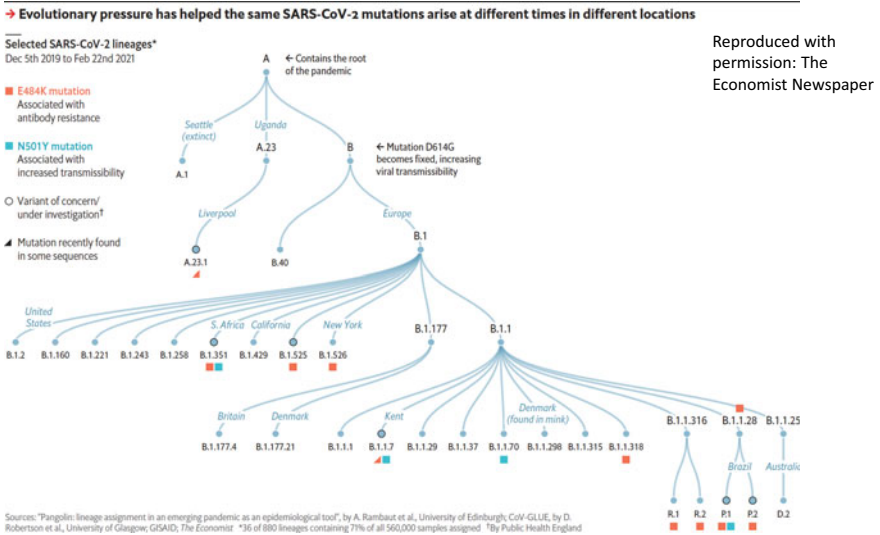 → Evolutionary pressure has helped the same SARS-CoV-2 mutations arise at different times in different locations
Reproduced with
permission: The
Economist Newspaper
Selected SARS-CoV-2 lineages*
Dec 5th 2019 to Feb 22nd 2021
E484K mutation
Associated with
antibody resistance
N501Y mutation
Associated with
increased transmissibility
Variant of concern/
under investigation†
Mutation recently found
in some sequences
A
← Contains the root
of the pandemic
Seattle
(extinct)
Uganda
A.23
B
← Mutation D614G
becomes fixed, increasing
viral transmissibility
A.1
Liverpool
Europe
B.1
A.23.1
B.40
United
States
S. Africa
California
New York
B.1.177
B.1.1
B.1.2
B.1.160
B.1.221
B.1.243
B.1.258
B.1.351
B.1.429
B.1.525
B.1.526
Britain
Denmark
Kent
Denmark
(found in mink)
B.1.1.316
B.1.1.28
B.1.1.25
B.1.177.4
B.1.177.21
B.1.1.1
B.1.1.7
B.1.1.29
B.1.1.37
B.1.1.70
B.1.1.298
B.1.1.315
B.1.1.318
Brazil
Australia
R.1
R.2
P.1
P.2
D.2
Sources: "Pangolin: lineage assignment in an emerging pandemic as an epidemiological tool", by A. Rambaut et al., University of Edinburgh; CoV-GLUE, by D.
Robertson et al., University of Glasgow; GISAID; The Economist *36 of 880 lineages containing 71% of all 560,000 samples assigned †By Public Health England